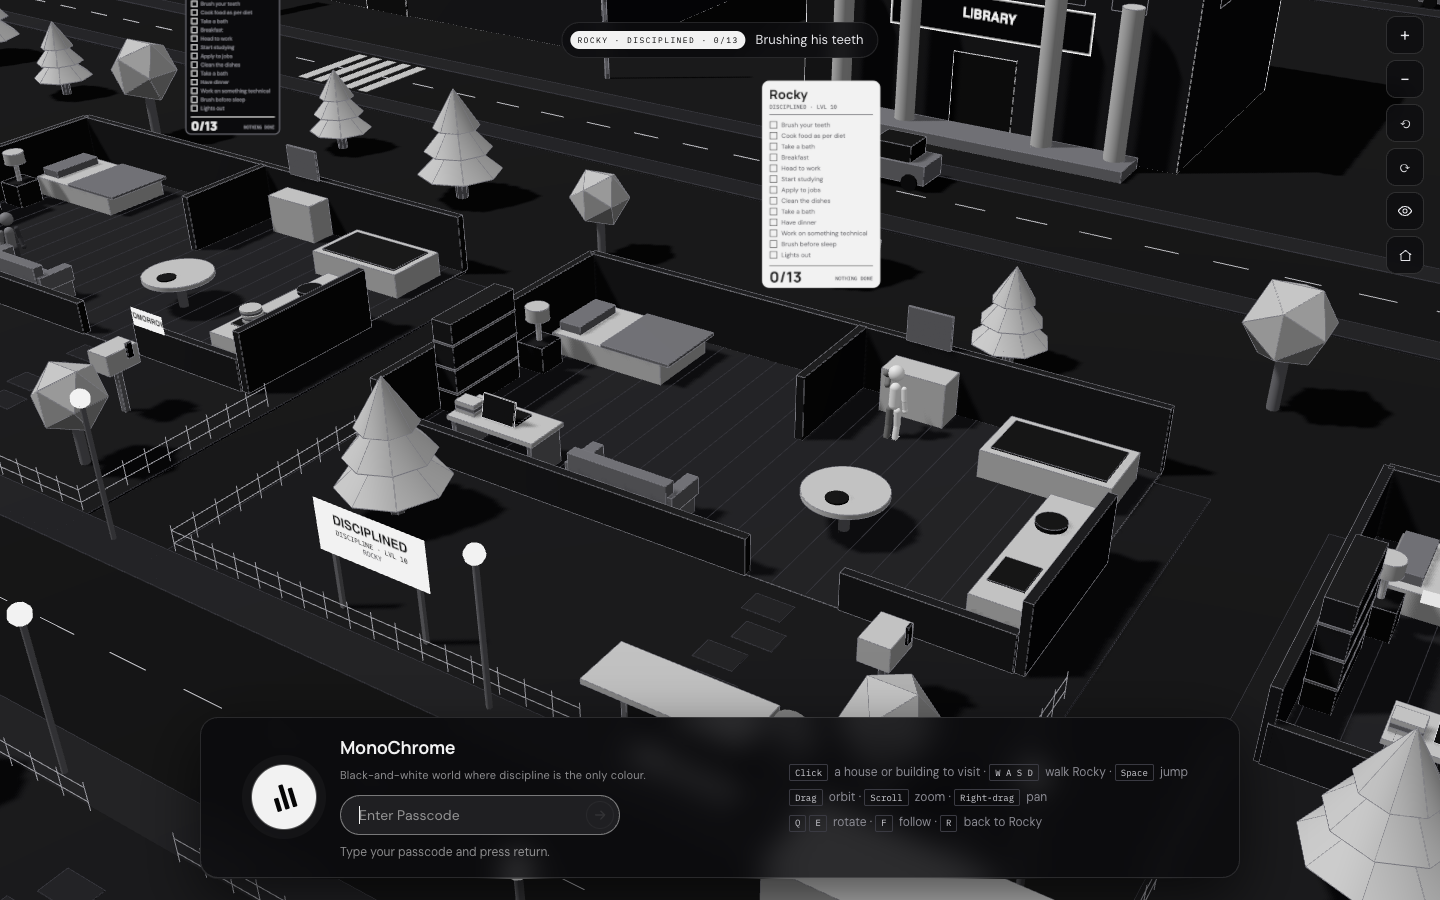 Brush your teeth
Cook food as per diet
Take a bath
Breakfast
Head to work
Start studying
Apply to jobs
Clean the dishes
Take a bath
Have dinner
Work on something technical
Brush before sleep
Lights out
0/13 NOTHING DONE
ROCKY · DISCIPLINED · 0/13 Brushing his teeth
LIBRARY
Rocky
DISCIPLINED · LVL 10
Brush your teeth
Cook food as per diet
Take a bath
Breakfast
Head to work
Start studying
Apply to jobs
Clean the dishes
Take a bath
Have dinner
Work on something technical
Brush before sleep
Lights out
0/13 NOTHING DONE
DISCIPLINED
DISCIPLINE · LVL 10
ROCKY
MonoChrome
Black-and-white world where discipline is the only colour.
Enter Passcode
Type your passcode and press return.
Click a house or building to visit · W A S D walk Rocky · Space jump
Drag orbit · Scroll zoom · Right-drag pan
Q E rotate · F follow · R back to Rocky